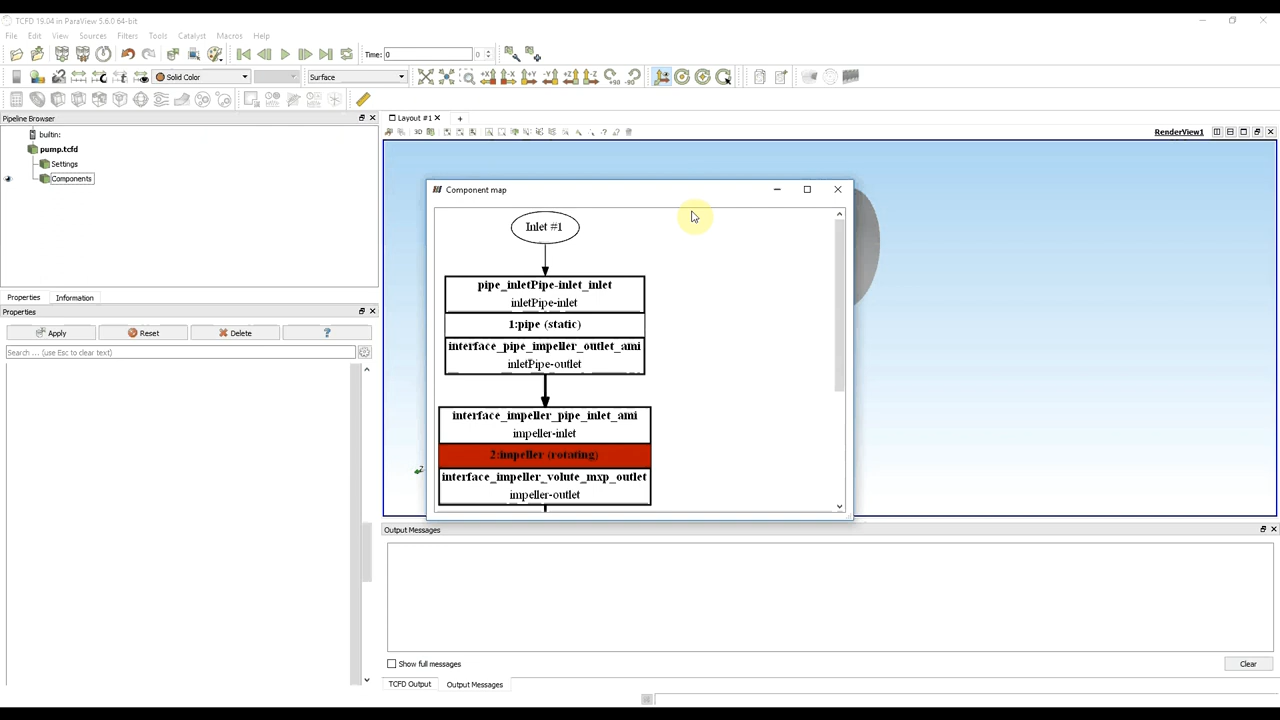 TCFD 19.04 in ParaView 5.6.0 64-bit
File Edit View Sources Filters Tools Catalyst Macros Help
Time: 0 0
Solid Color Surface
Pipeline Browser
Layout #1
builtin:
3D RenderView1
pump.tcfd
Settings
Components
Component map
Inlet #1
pipe_inletPipe-inlet_inlet
inletPipe-inlet
1:pipe (static)
interface_pipe_impeller_outlet_ami
inletPipe-outlet
interface_impeller_pipe_inlet_ami
impeller-inlet
2:impeller (rotating)
interface_impeller_volute_mxp_outlet
impeller-outlet
Properties Information
Properties
Apply Reset Delete ?
Search ... (use Esc to clear text)
Output Messages
Show full messages Clear
TCFD Output Output Messages